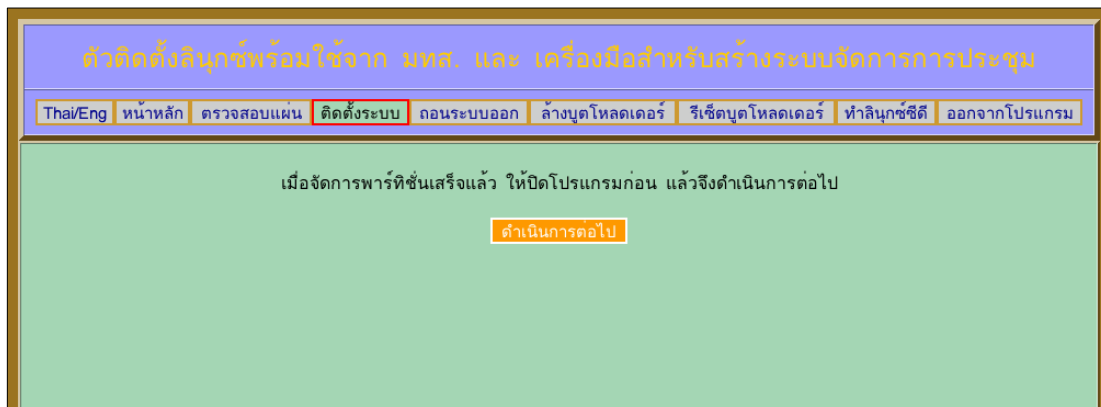 ตัวติดตั้งลินุกซ์พร้อมใช้จาก มทส. และ เครื่องมือสำหรับสร้างระบบจัดการการประชุม
Thai/Eng หน้าหลัก ตรวจสอบแผ่น ติดตั้งระบบ ถอนระบบออก ล้างบูตโหลดเดอร์ รีเซ็ตบูตโหลดเดอร์ ทำลินุกซ์ซีดี ออกจากโปรแกรม
เมื่อจัดการพาร์ทิชั่นเสร็จแล้ว ให้ปิดโปรแกรมก่อน แล้วจึงดำเนินการต่อไป
ดำเนินการต่อไป